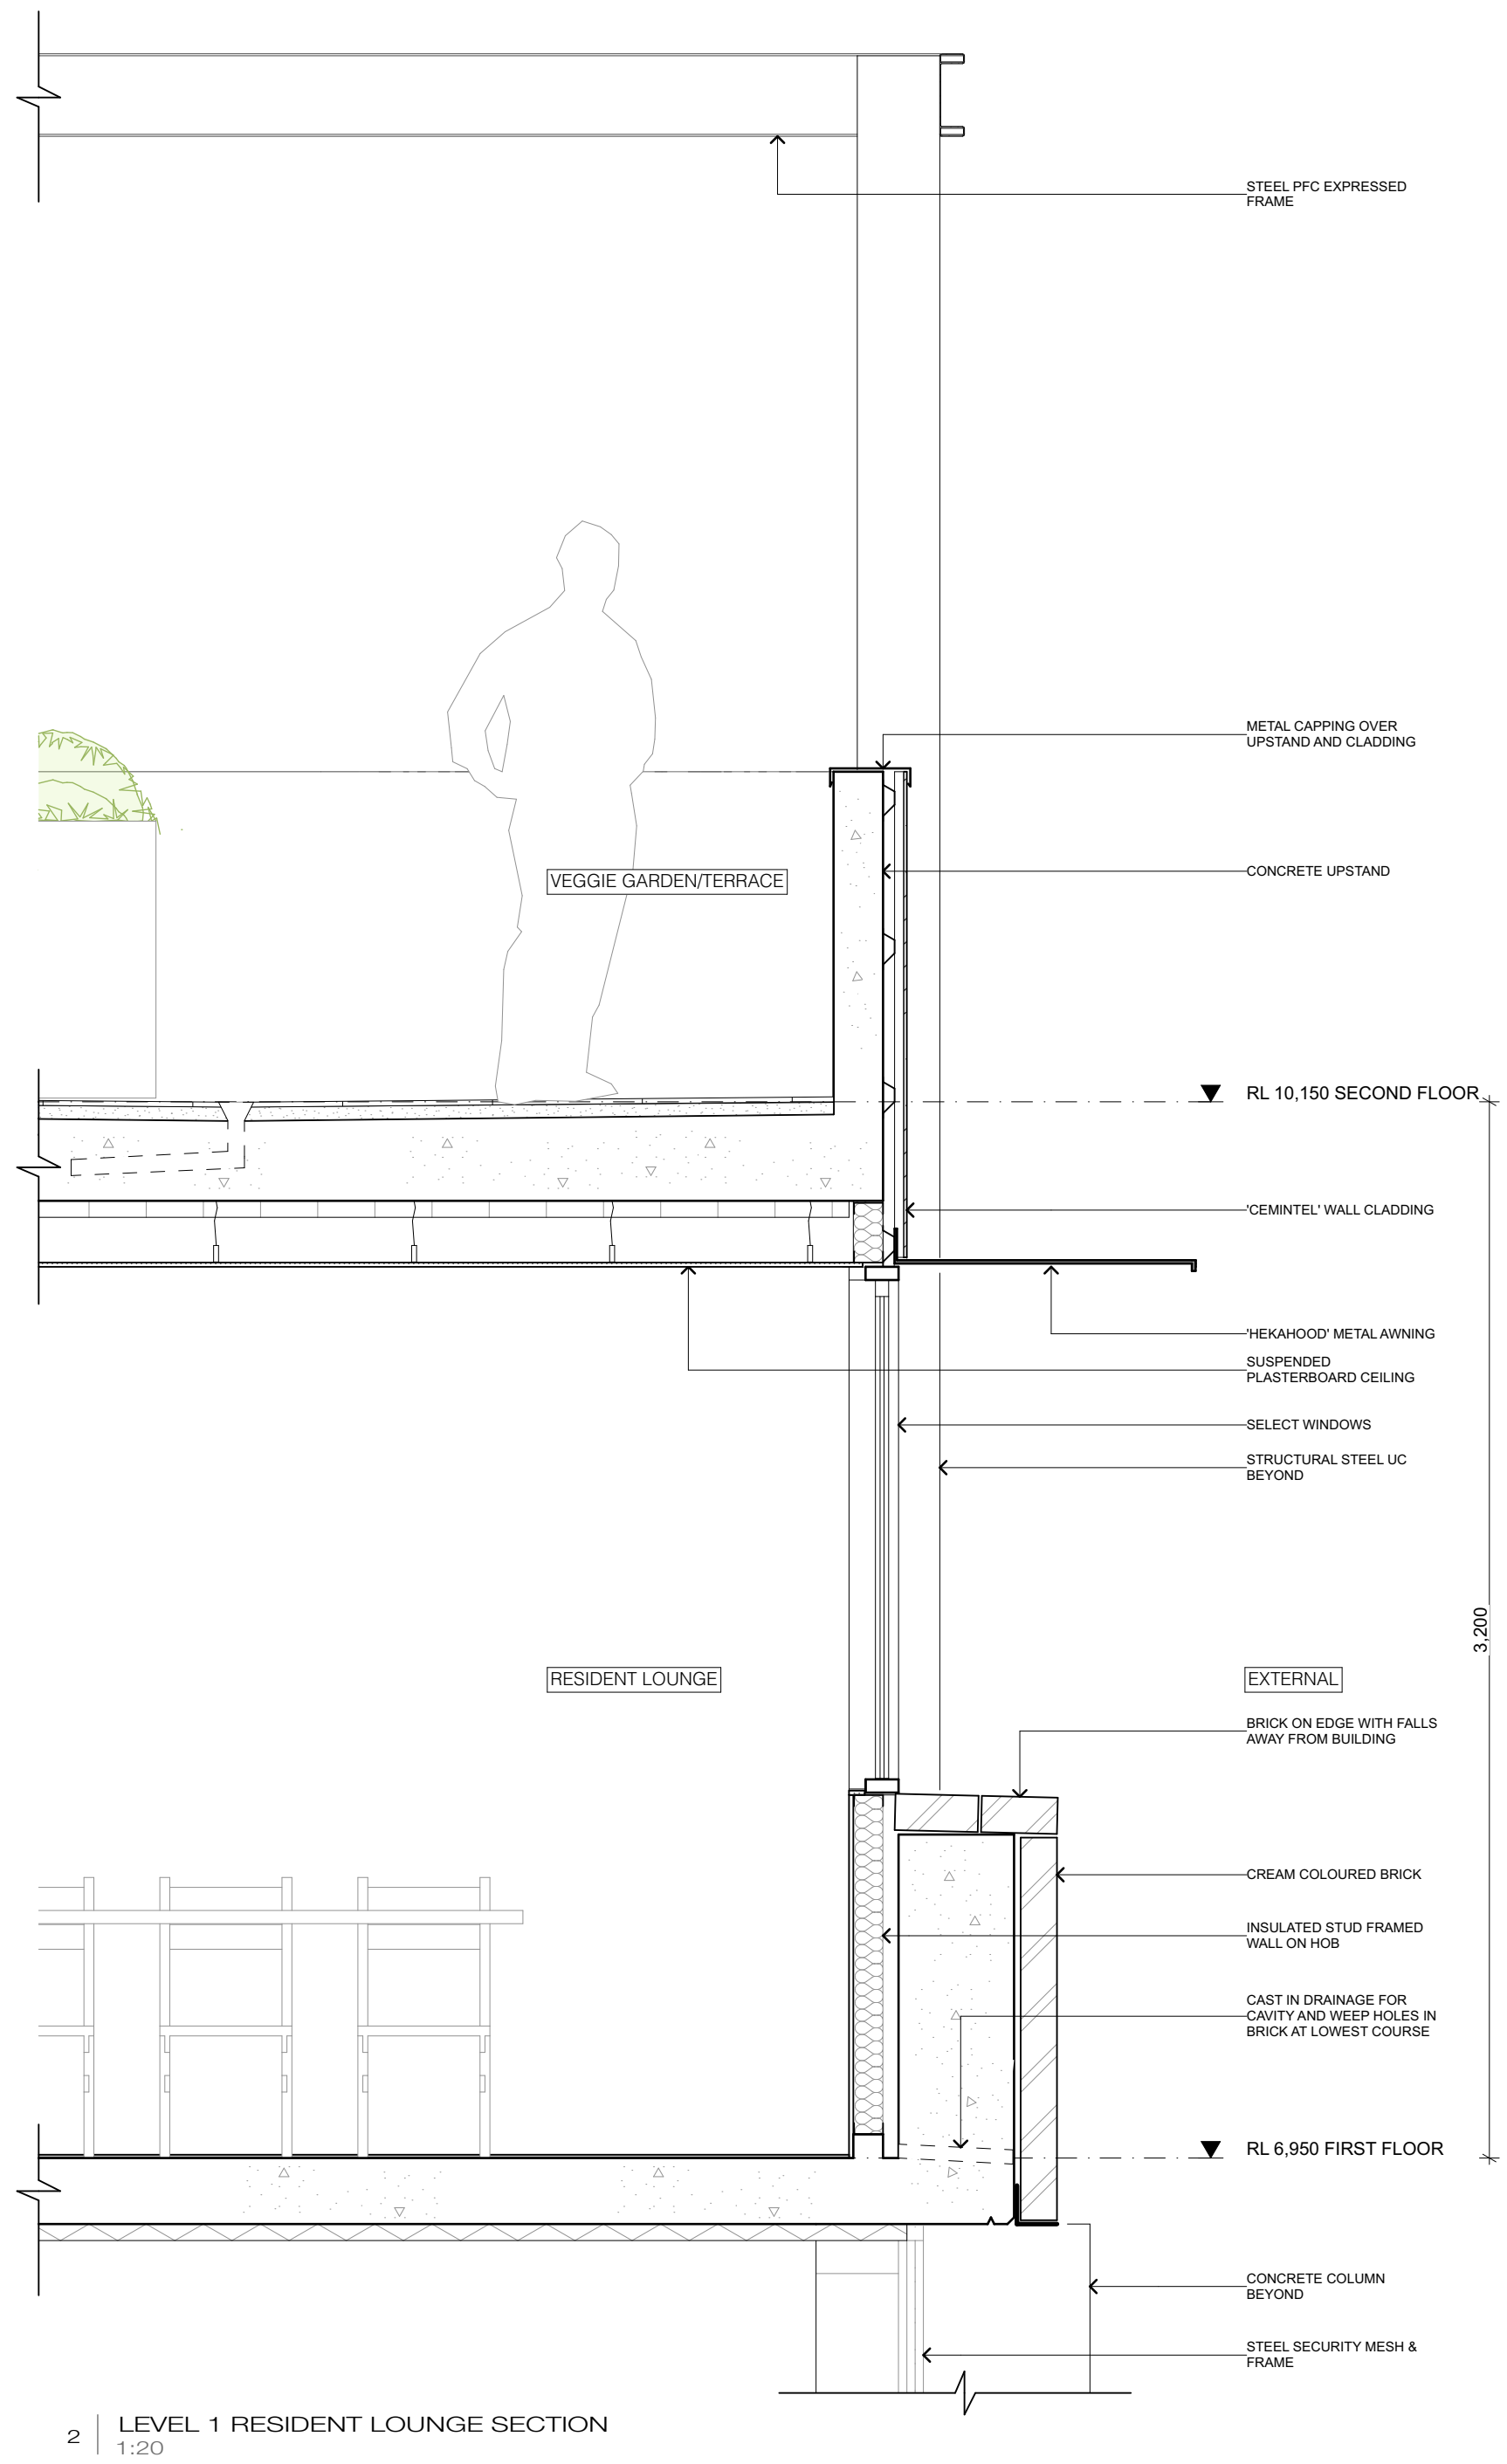 STEEL PFC EXPRESSED
FRAME
METAL CAPPING OVER
UPSTAND AND CLADDING
VEGGIE GARDEN/TERRACE
CONCRETE UPSTAND
RL 10,150 SECOND FLOOR
'CEMINTEL' WALL CLADDING
'HEKAHOOD' METAL AWNING
SUSPENDED
PLASTERBOARD CEILING
SELECT WINDOWS
STRUCTURAL STEEL UC
BEYOND
3,200
RESIDENT LOUNGE
EXTERNAL
BRICK ON EDGE WITH FALLS
AWAY FROM BUILDING
CREAM COLOURED BRICK
INSULATED STUD FRAMED
WALL ON HOB
CAST IN DRAINAGE FOR
CAVITY AND WEEP HOLES IN
BRICK AT LOWEST COURSE
RL 6,950 FIRST FLOOR
CONCRETE COLUMN
BEYOND
STEEL SECURITY MESH &
FRAME
2 LEVEL 1 RESIDENT LOUNGE SECTION
1:20